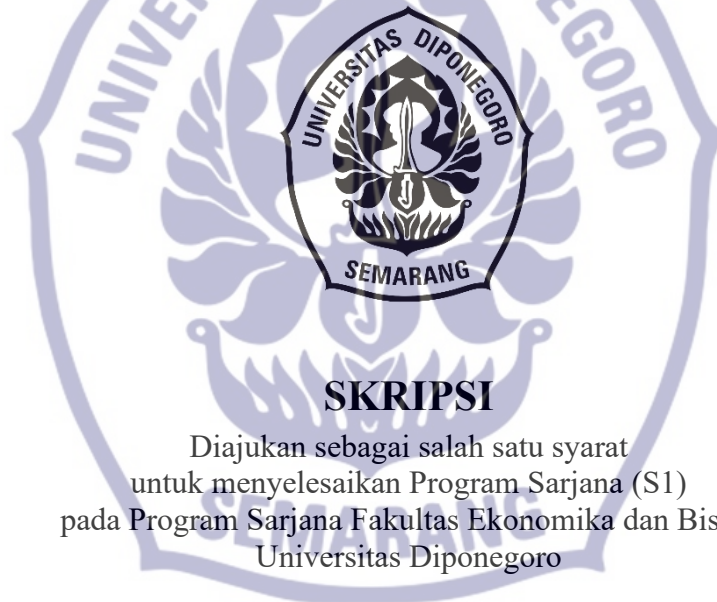 UNIVERSITAS DIPONEGORO
SEMARANG
SKRIPSI
Diajukan sebagai salah satu syarat
untuk menyelesaikan Program Sarjana (S1)
pada Program Sarjana Fakultas Ekonomika dan Bis
Universitas Diponegoro
SEMARANG